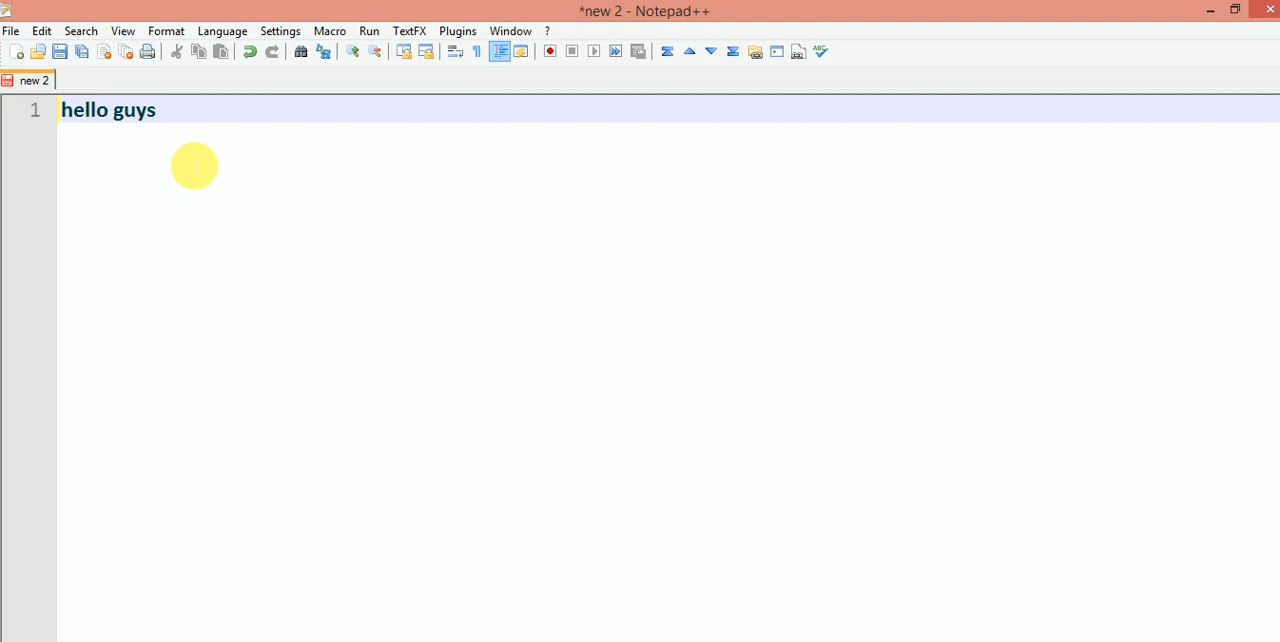 *new 2 - Notepad++
File Edit Search View Format Language Settings Macro Run TextFX Plugins Window ?
new 2
1 hello guys